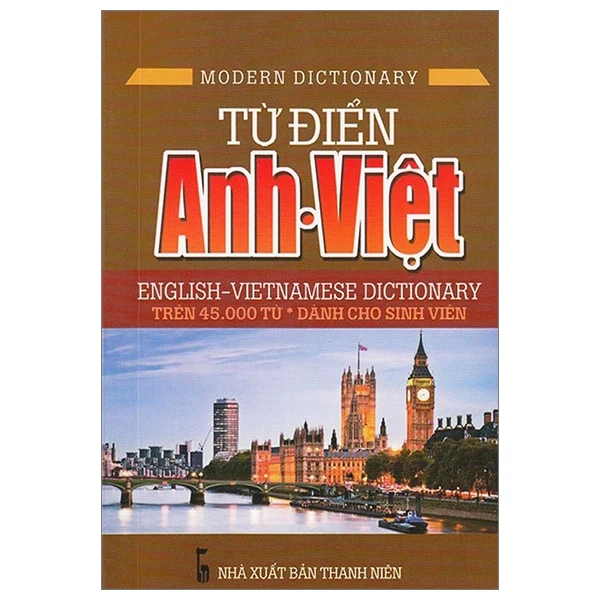 MODERN DICTIONARY
TỪ ĐIỂN
Anh·Việt
ENGLISH-VIETNAMESE DICTIONARY
TRÊN 45.000 TỪ * DÀNH CHO SINH VIÊN
NHÀ XUẤT BẢN THANH NIÊN